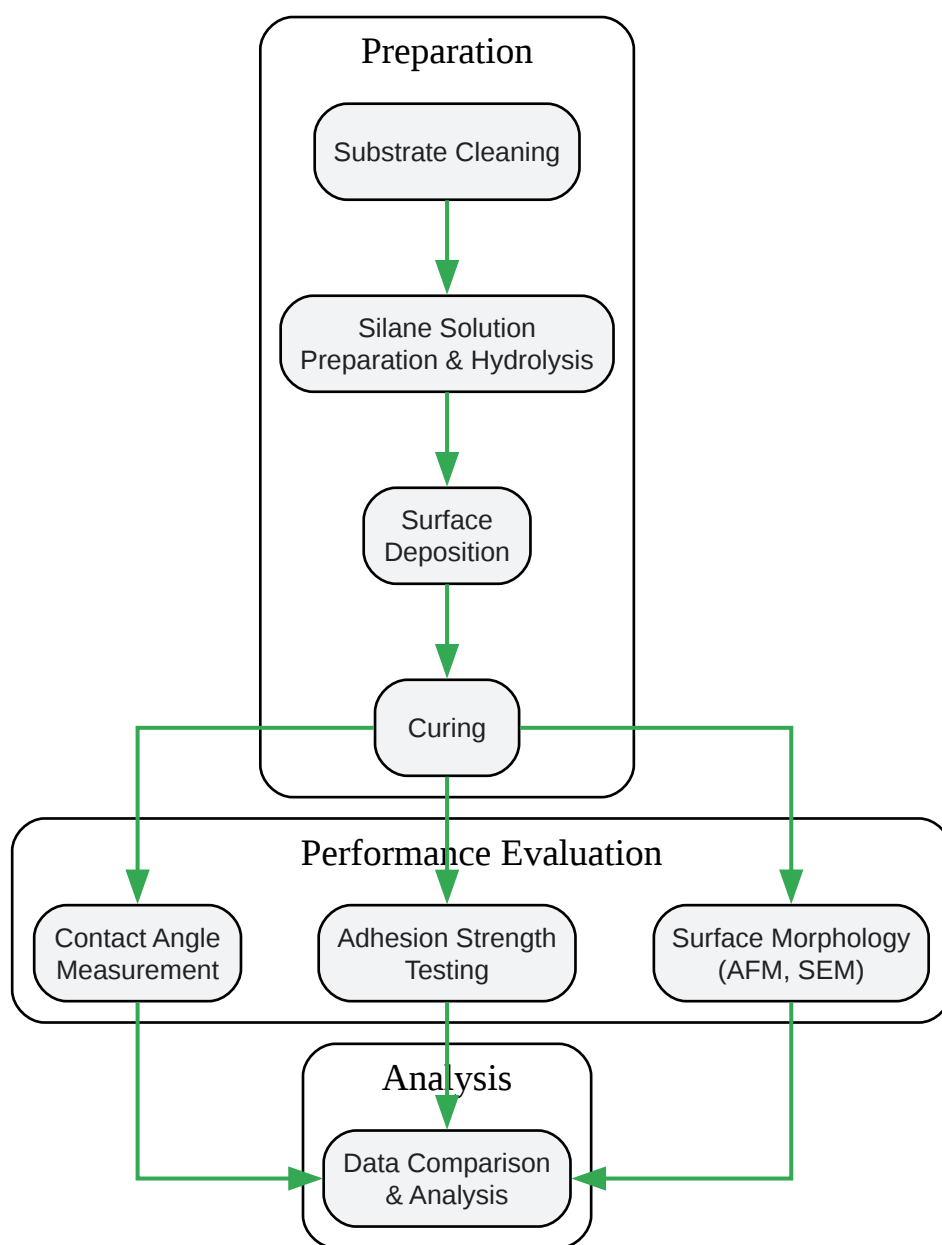 Preparation
Substrate Cleaning
Silane Solution
Preparation & Hydrolysis
Surface
Deposition
Curing
Performance Evaluation
Contact Angle
Measurement
Adhesion Strength
Testing
Surface Morphology
(AFM, SEM)
Analysis
Data Comparison
& Analysis